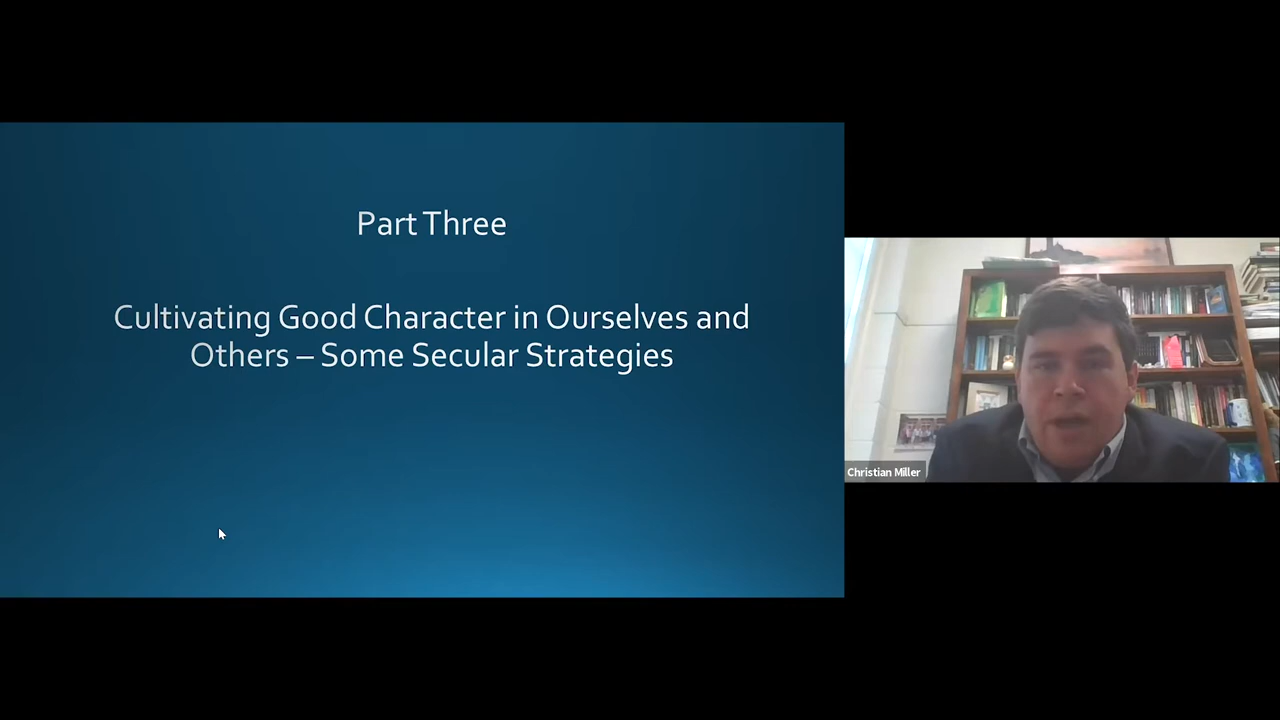 Part Three
Cultivating Good Character in Ourselves and
Others – Some Secular Strategies
Christian Miller